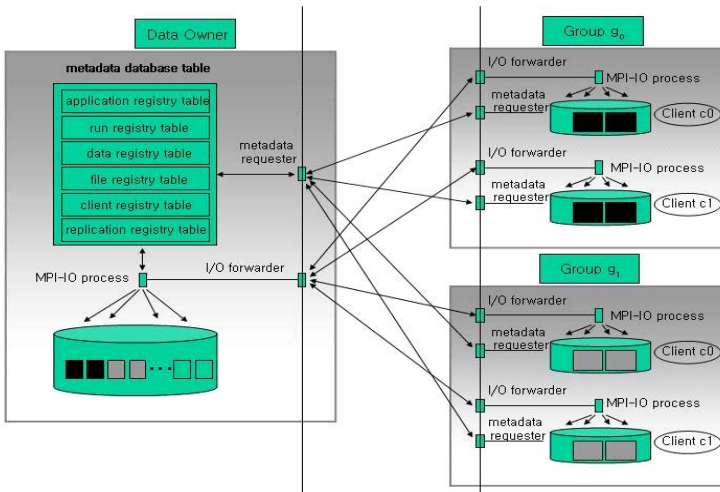 Data Owner
metadata database table
application registry table
run registry table
data registry table
file registry table
client registry table
replication registry table
metadata
requester
MPI-IO process
I/O forwarder
Group g0
I/O forwarder
MPI-IO process
metadata
requester
Client c0
I/O forwarder
MPI-IO process
metadata
requester
Client c1
Group g1
I/O forwarder
MPI-IO process
metadata
requester
Client c0
I/O forwarder
MPI-IO process
metadata
requester
Client c1